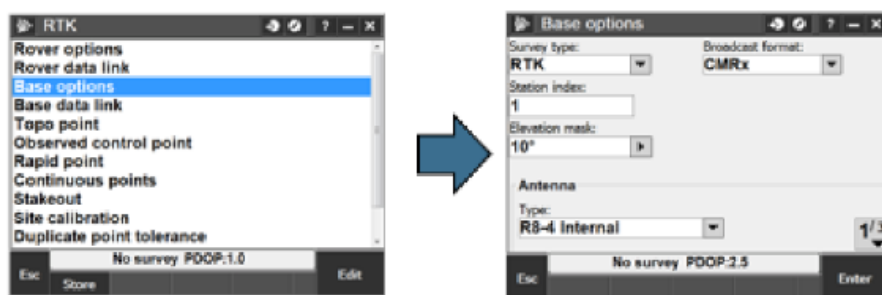 RTK
? - ×
Rover options
Rover data link
Base options
Base data link
Topo point
Observed control point
Rapid point
Continuous points
Stakeout
Site calibration
Duplicate point tolerance
No survey PDOP:1.0
Esc
Store
Edit
Base options
? - ×
Survey type:
Broadcast format:
RTK
CMRx
Station index:
1
Elevation mask:
10°
Antenna
Type:
R8-4 Internal
1/3
No survey PDOP:2.5
Esc
Enter